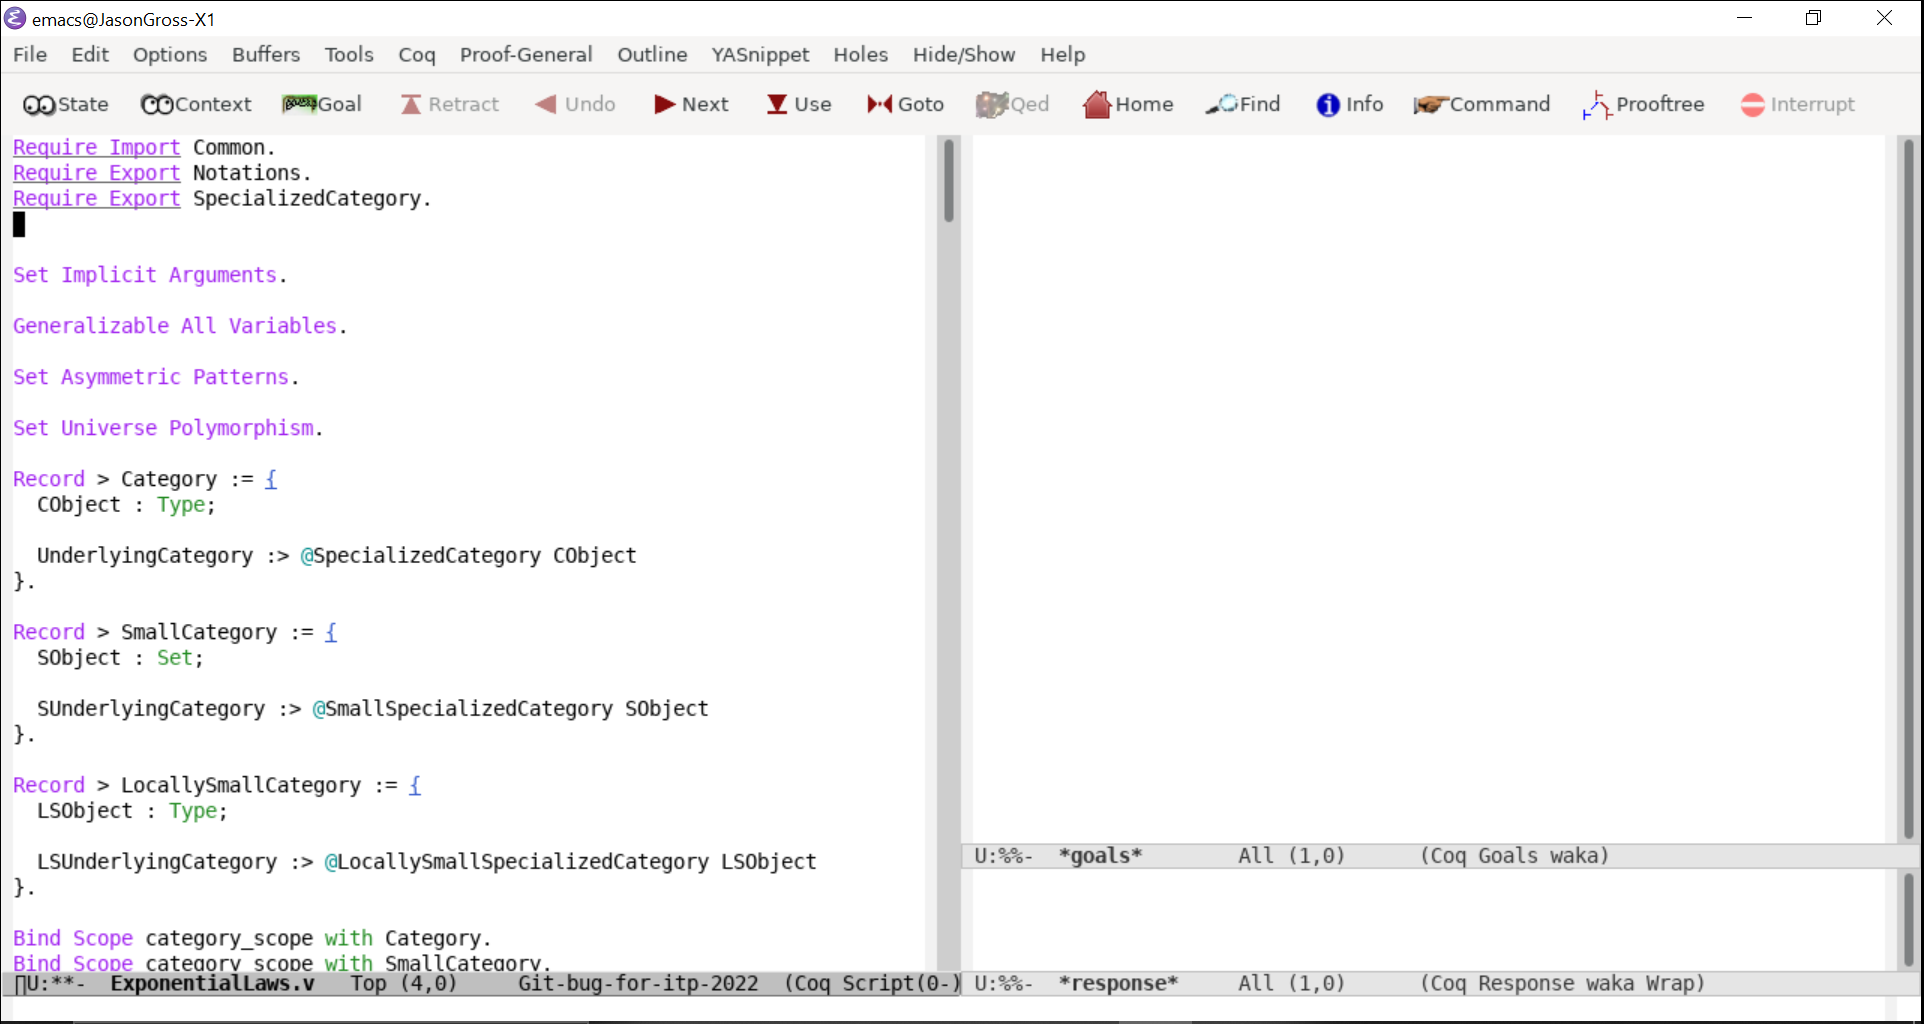 emacs@JasonGross-X1
File Edit Options Buffers Tools Coq Proof-General Outline YASnippet Holes Hide/Show Help
State Context Goal Retract Undo Next Use Goto Qed Home Find Info Command Prooftree Interrupt
Require Import Common.
Require Export Notations.
Require Export SpecializedCategory.
Set Implicit Arguments.
Generalizable All Variables.
Set Asymmetric Patterns.
Set Universe Polymorphism.
Record > Category := {
  CObject : Type;
  UnderlyingCategory :> @SpecializedCategory CObject
}.
Record > SmallCategory := {
  SObject : Set;
  SUnderlyingCategory :> @SmallSpecializedCategory SObject
}.
Record > LocallySmallCategory := {
  LSObject : Type;
  LSUnderlyingCategory :> @LocallySmallSpecializedCategory LSObject
}.
Bind Scope category_scope with Category.
Bind Scope category_scope with SmallCategory.
U:**-  ExponentialLaws.v   Top (4,0)     Git-bug-for-itp-2022  (Coq Script(0-)
U:%%-  *goals*        All (1,0)      (Coq Goals waka)
U:%%-  *response*     All (1,0)      (Coq Response waka Wrap)